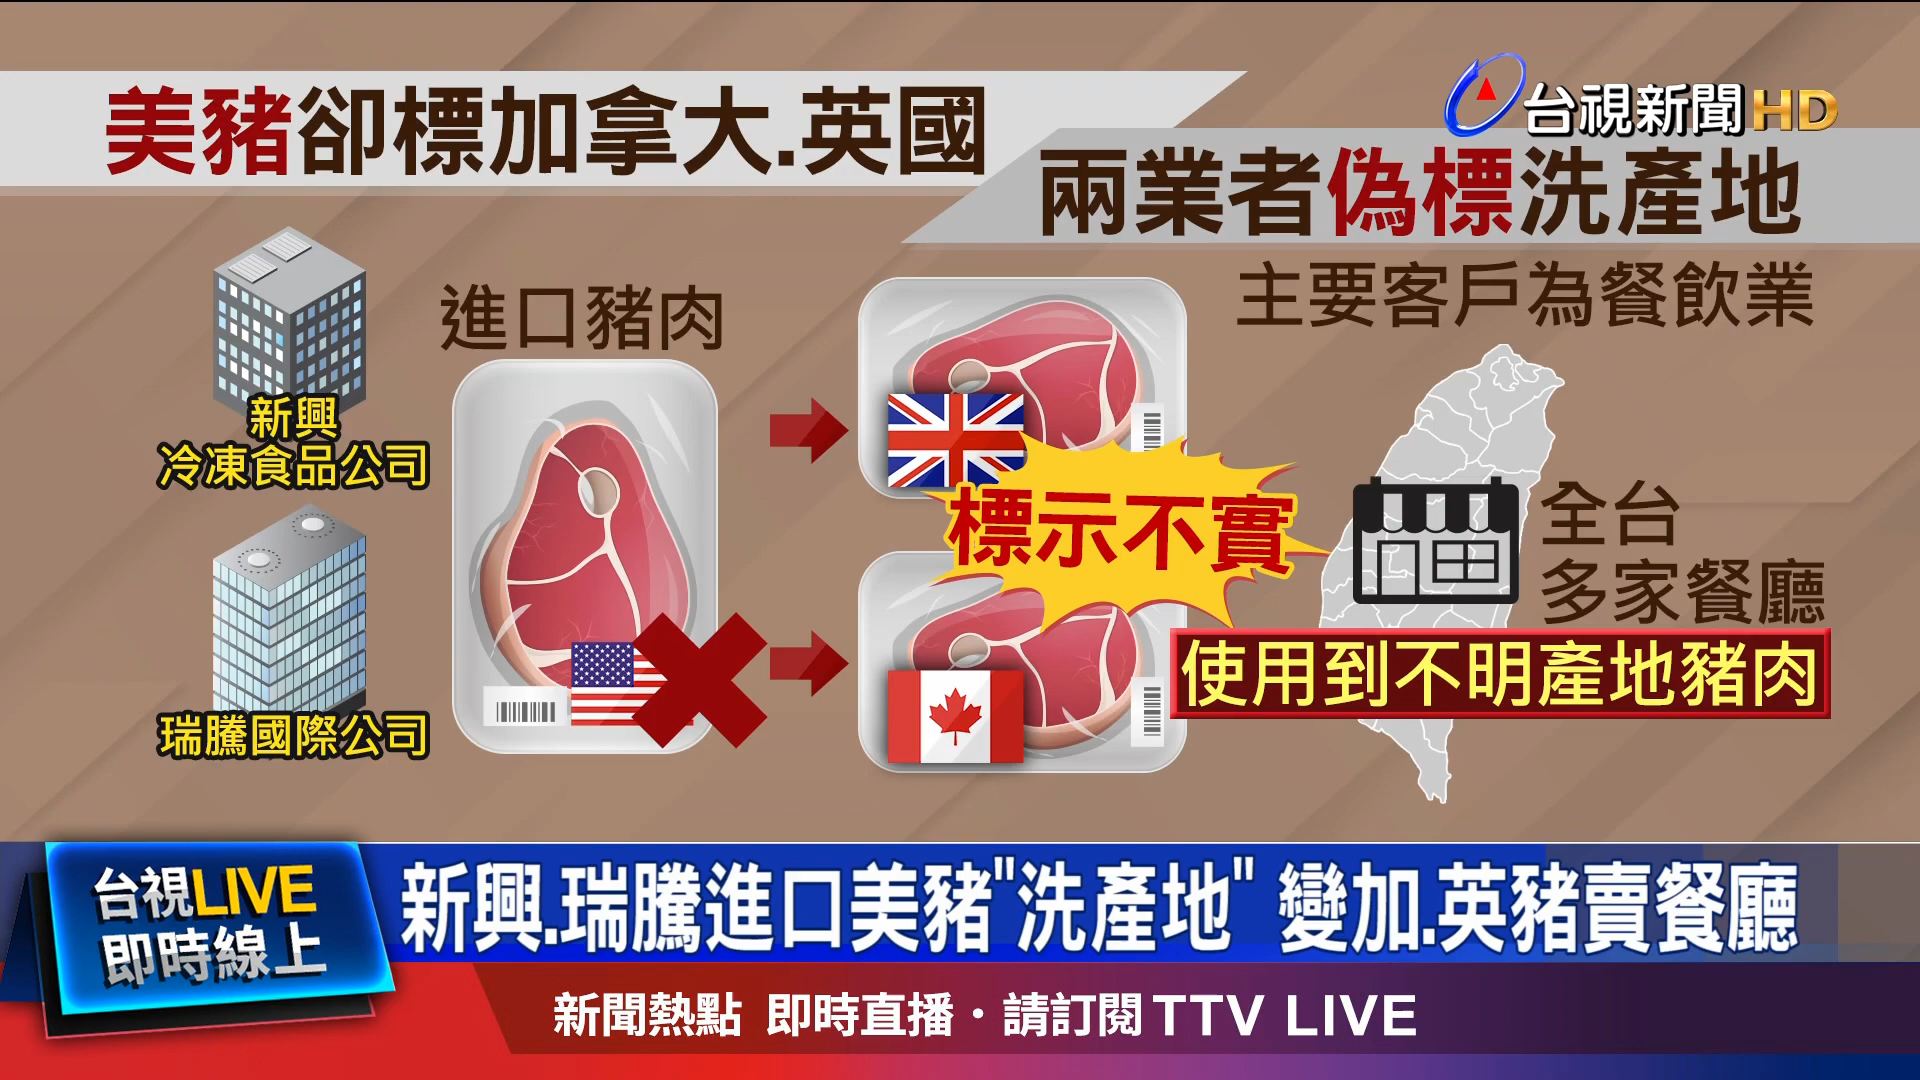 美豬卻標加拿大.英國
台視新聞HD
兩業者偽標洗產地
主要客戶為餐飲業
進口豬肉
新興
冷凍食品公司
標示不實
全台
多家餐廳
使用到不明產地豬肉
瑞騰國際公司
台視LIVE
即時線上
新興.瑞騰進口美豬"洗產地" 變加.英豬賣餐廳
新聞熱點 即時直播・請訂閱TTV LIVE